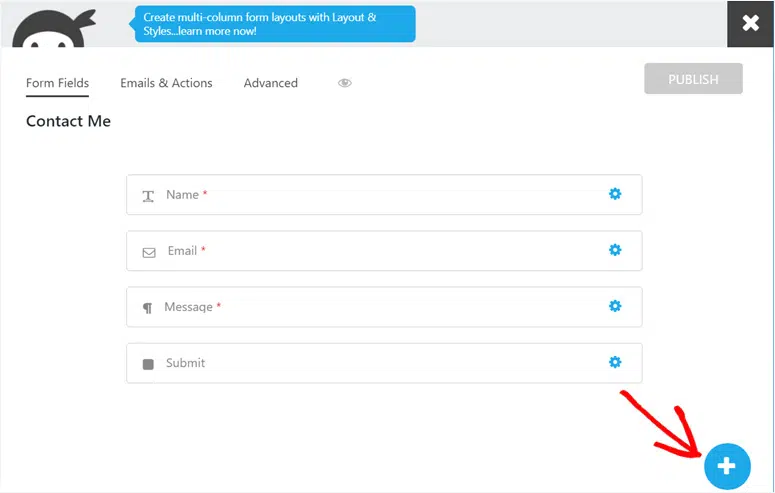 Create multi-column form layouts with Layout &
Styles...learn more now!
Form Fields
Emails & Actions
Advanced
PUBLISH
Contact Me
Name *
Email *
Message *
Submit